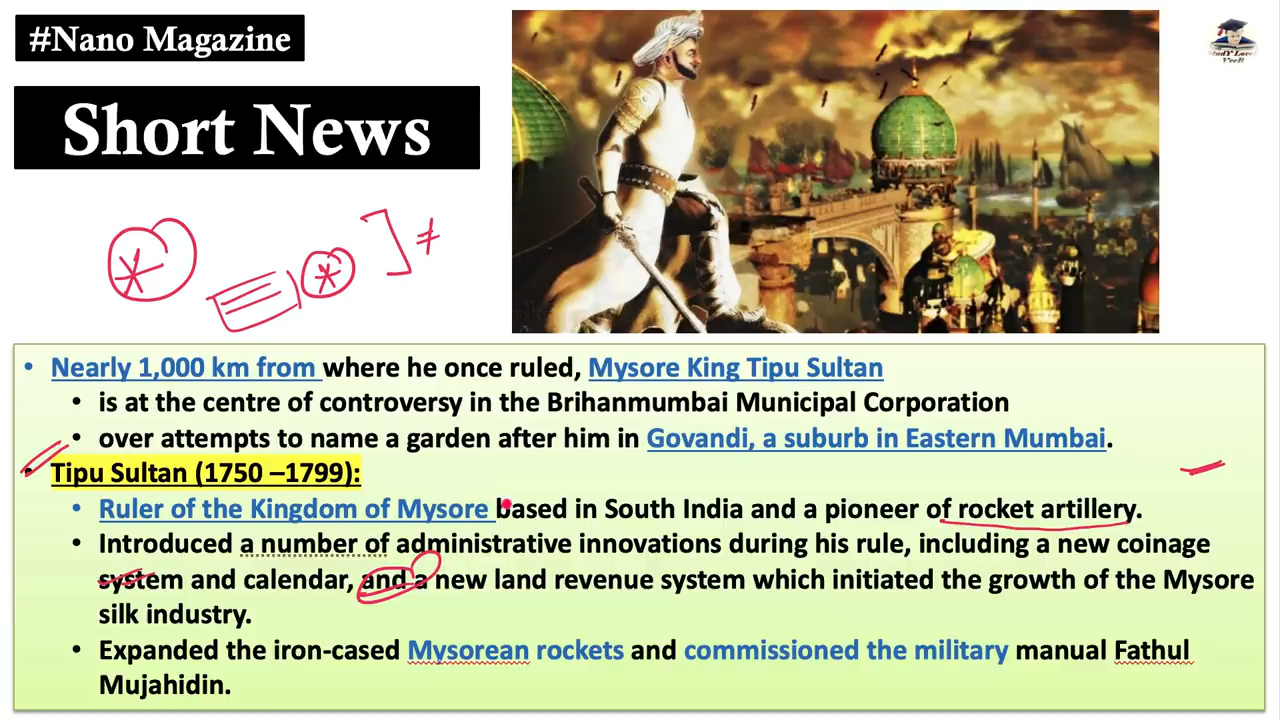 #Nano Magazine
Short News
Nearly 1,000 km from where he once ruled, Mysore King Tipu Sultan
is at the centre of controversy in the Brihanmumbai Municipal Corporation
over attempts to name a garden after him in Govandi, a suburb in Eastern Mumbai.
Tipu Sultan (1750 –1799):
Ruler of the Kingdom of Mysore based in South India and a pioneer of rocket artillery.
Introduced a number of administrative innovations during his rule, including a new coinage
system and calendar, and a new land revenue system which initiated the growth of the Mysore
silk industry.
Expanded the iron-cased Mysorean rockets and commissioned the military manual Fathul
Mujahidin.